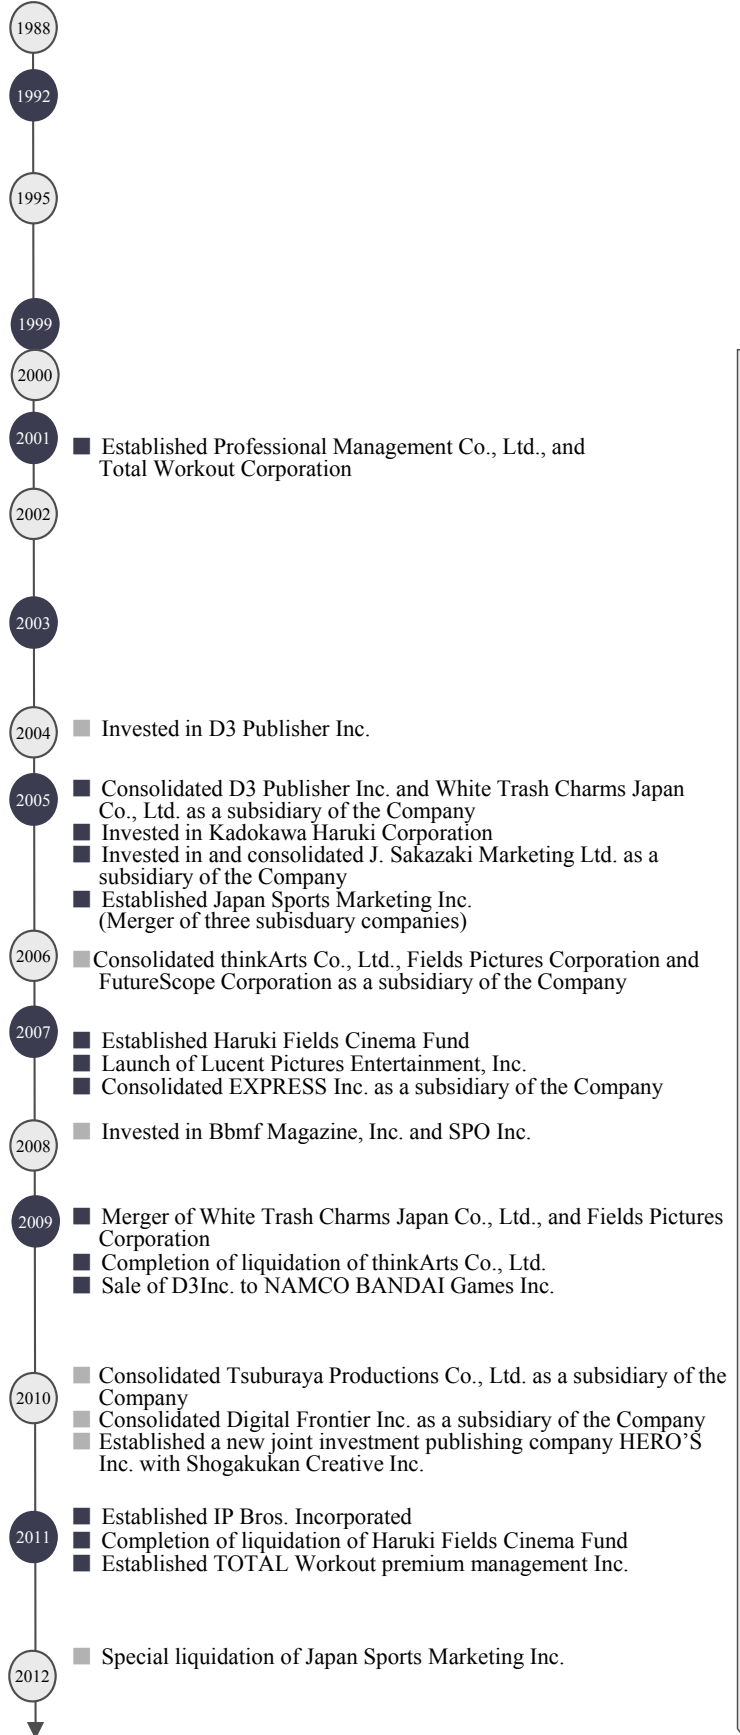 1988
1992
1995
1999
2000
2001
■ Established Professional Management Co., Ltd., and
Total Workout Corporation
2002
2003
2004
■ Invested in D3 Publisher Inc.
2005
■ Consolidated D3 Publisher Inc. and White Trash Charms Japan
Co., Ltd. as a subsidiary of the Company
■ Invested in Kadokawa Haruki Corporation
■ Invested in and consolidated J. Sakazaki Marketing Ltd. as a
subsidiary of the Company
■ Established Japan Sports Marketing Inc.
(Merger of three subisduary companies)
2006
■Consolidated thinkArts Co., Ltd., Fields Pictures Corporation and
FutureScope Corporation as a subsidiary of the Company
2007
■ Established Haruki Fields Cinema Fund
■ Launch of Lucent Pictures Entertainment, Inc.
■ Consolidated EXPRESS Inc. as a subsidiary of the Company
2008
■ Invested in Bbmf Magazine, Inc. and SPO Inc.
2009
■ Merger of White Trash Charms Japan Co., Ltd., and Fields Pictures
Corporation
■ Completion of liquidation of thinkArts Co., Ltd.
■ Sale of D3Inc. to NAMCO BANDAI Games Inc.
2010
■ Consolidated Tsuburaya Productions Co., Ltd. as a subsidiary of the
Company
■ Consolidated Digital Frontier Inc. as a subsidiary of the Company
■ Established a new joint investment publishing company HERO’S
Inc. with Shogakukan Creative Inc.
2011
■ Established IP Bros. Incorporated
■ Completion of liquidation of Haruki Fields Cinema Fund
■ Established TOTAL Workout premium management Inc.
2012
■ Special liquidation of Japan Sports Marketing Inc.